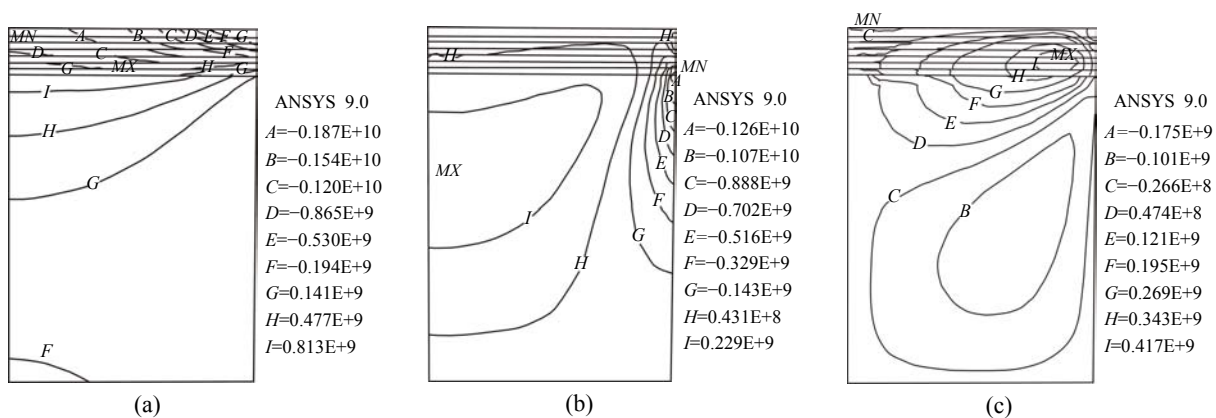 MN A B C D E F G
D C F
G MX H G
I
H
G
F
ANSYS 9.0
A=−0.187E+10
B=−0.154E+10
C=−0.120E+10
D=−0.865E+9
E=−0.530E+9
F=−0.194E+9
G=0.141E+9
H=0.477E+9
I=0.813E+9
(a)
H
H
MN
A
B
C
D
E
MX
F
I
G
H
ANSYS 9.0
A=−0.126E+10
B=−0.107E+10
C=−0.888E+9
D=−0.702E+9
E=−0.516E+9
F=−0.329E+9
G=−0.143E+9
H=0.431E+8
I=0.229E+9
(b)
MN
C
MX
I
H
G
F
E
D
C
B
ANSYS 9.0
A=−0.175E+9
B=−0.101E+9
C=−0.266E+8
D=0.474E+8
E=0.121E+9
F=0.195E+9
G=0.269E+9
H=0.343E+9
I=0.417E+9
(c)